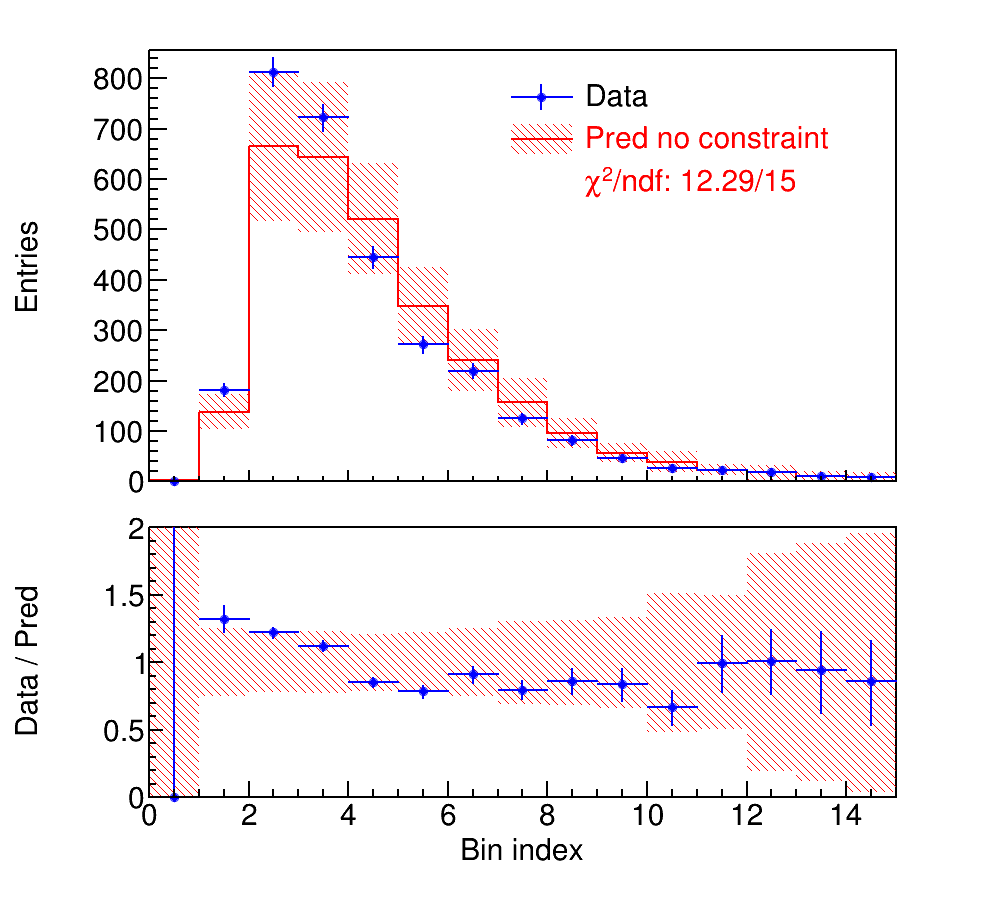 Entries
800
700
600
500
400
300
200
100
0
Data
Pred no constraint
χ²/ndf: 12.29/15
Data / Pred
2
1.5
1
0.5
0
0 2 4 6 8 10 12 14
Bin index